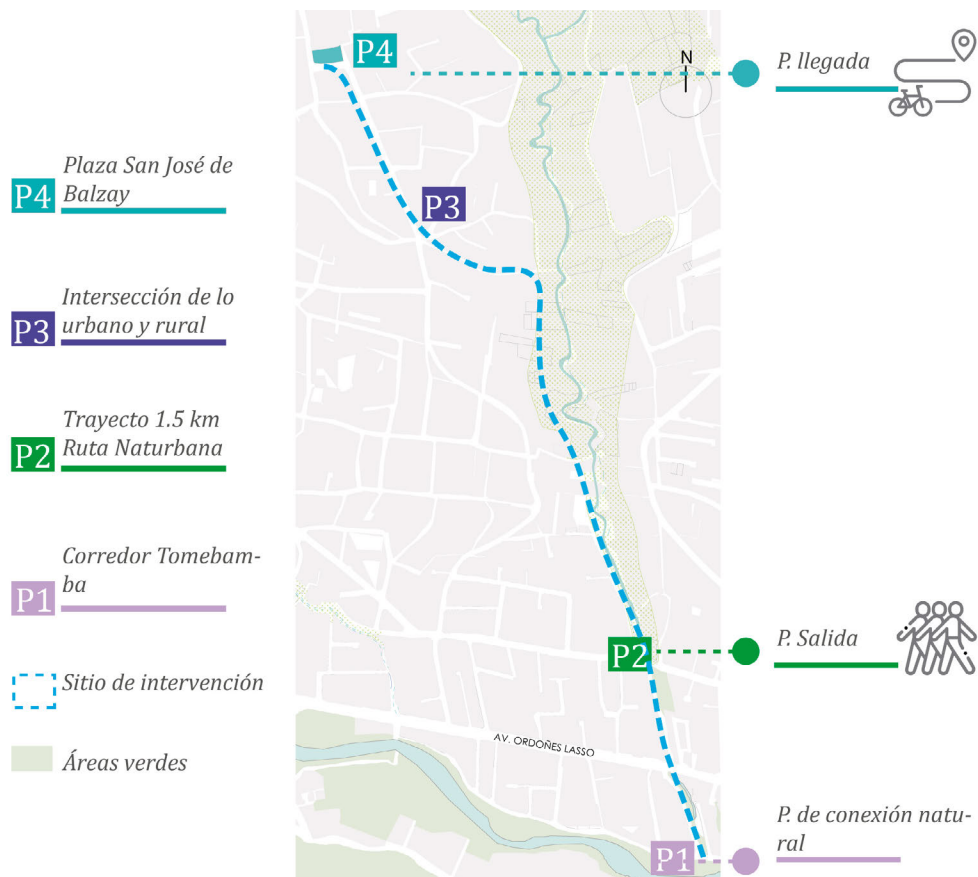 P4
Plaza San José de
Balzay
P3
Intersección de lo
urbano y rural
P2
Trayecto 1.5 km
Ruta Naturbana
P1
Corredor Tomebam-
ba
Sitio de intervención
Áreas verdes
P4
N
P3
P2
AV. ORDOÑES LASSO
P1
P. llegada
P. Salida
P. de conexión natu-
ral